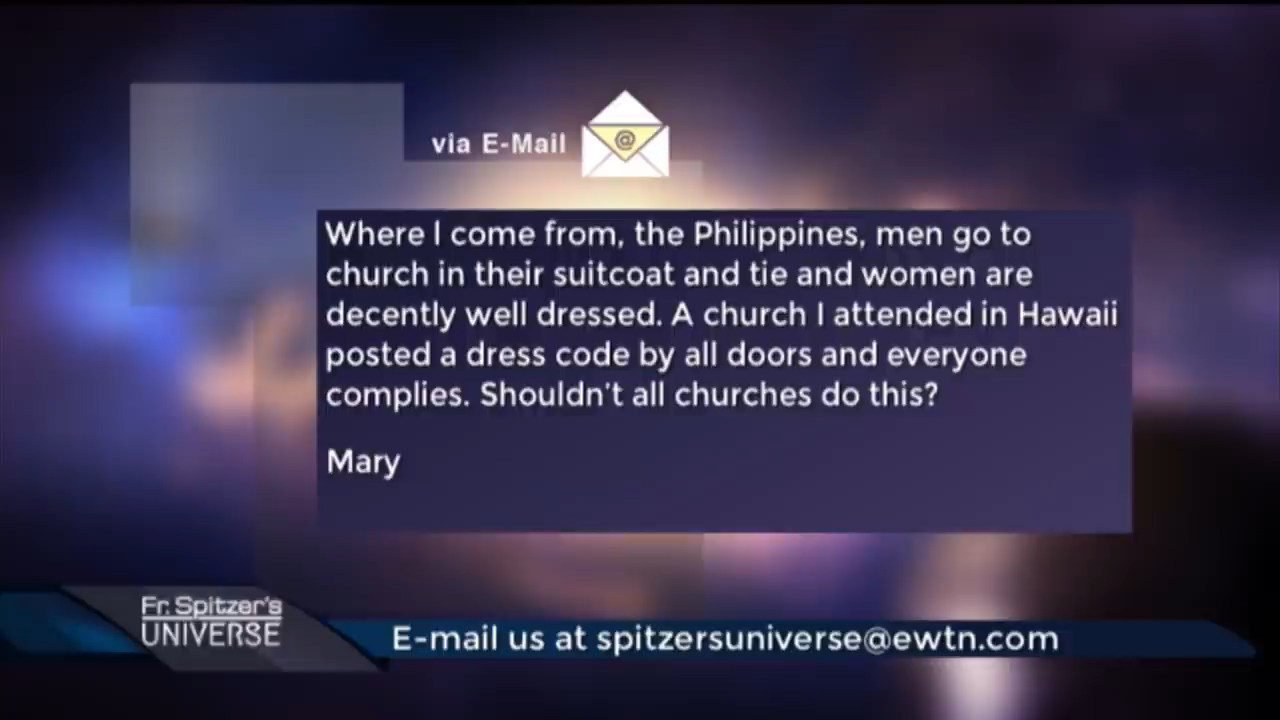 via E-Mail
@
Where I come from, the Philippines, men go to
church in their suitcoat and tie and women are
decently well dressed. A church I attended in Hawaii
posted a dress code by all doors and everyone
complies. Shouldn't all churches do this?
Mary
Fr. Spitzer's
UNIVERSE
E-mail us at spitzersuniverse@ewtn.com